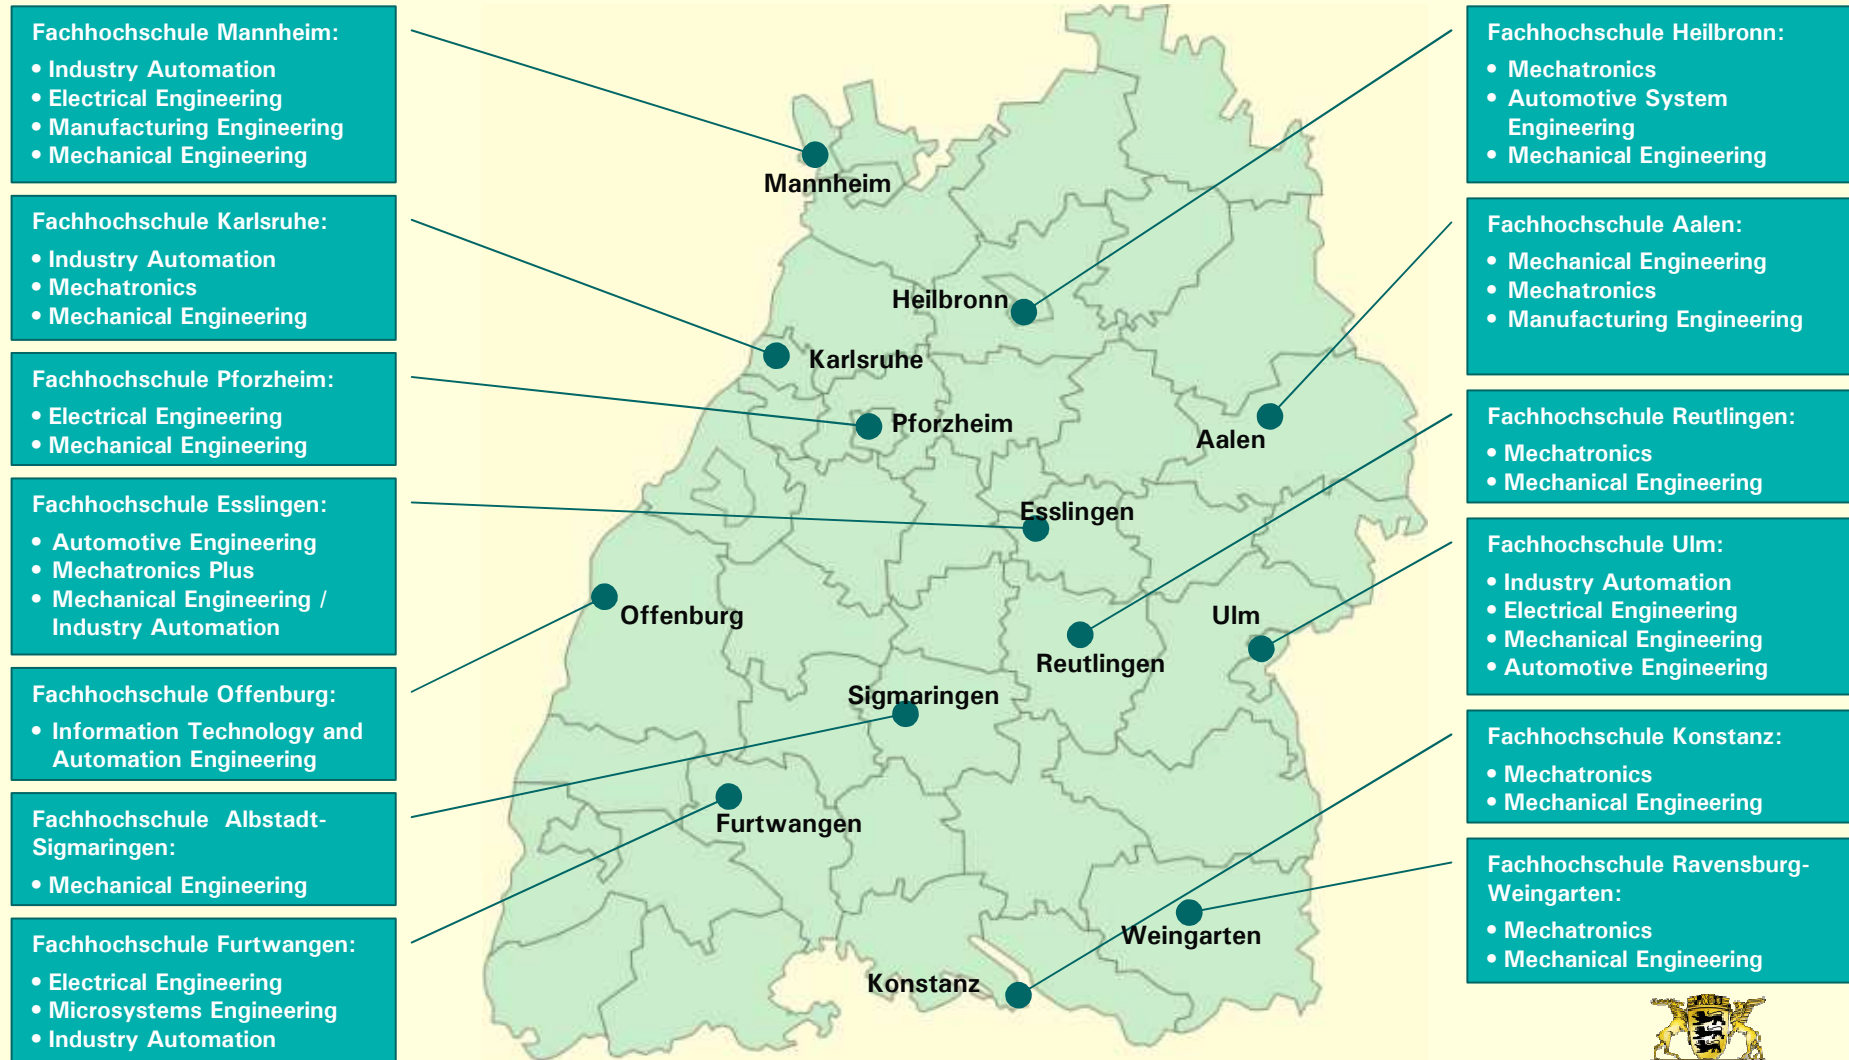 Fachhochschule Mannheim:
• Industry Automation
• Electrical Engineering
• Manufacturing Engineering
• Mechanical Engineering
Fachhochschule Karlsruhe:
• Industry Automation
• Mechatronics
• Mechanical Engineering
Fachhochschule Pforzheim:
• Electrical Engineering
• Mechanical Engineering
Fachhochschule Esslingen:
• Automotive Engineering
• Mechatronics Plus
• Mechanical Engineering /
Industry Automation
Fachhochschule Offenburg:
• Information Technology and
Automation Engineering
Fachhochschule Albstadt-
Sigmaringen:
• Mechanical Engineering
Fachhochschule Furtwangen:
• Electrical Engineering
• Microsystems Engineering
• Industry Automation
Mannheim
Heilbronn
Karlsruhe
Pforzheim
Aalen
Esslingen
Offenburg
Ulm
Reutlingen
Sigmaringen
Furtwangen
Weingarten
Konstanz
Fachhochschule Heilbronn:
• Mechatronics
• Automotive System
Engineering
• Mechanical Engineering
Fachhochschule Aalen:
• Mechanical Engineering
• Mechatronics
• Manufacturing Engineering
Fachhochschule Reutlingen:
• Mechatronics
• Mechanical Engineering
Fachhochschule Ulm:
• Industry Automation
• Electrical Engineering
• Mechanical Engineering
• Automotive Engineering
Fachhochschule Konstanz:
• Mechatronics
• Mechanical Engineering
Fachhochschule Ravensburg-
Weingarten:
• Mechatronics
• Mechanical Engineering